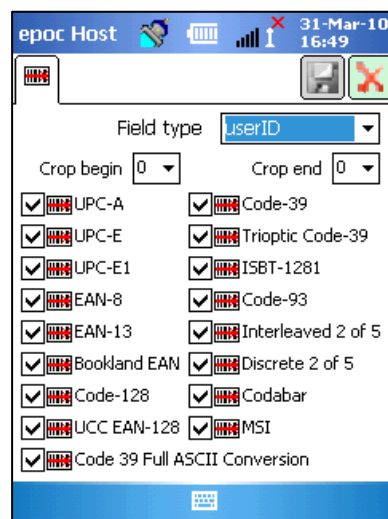 epoc Host 31-Mar-10
16:49
Field type userID
Crop begin 0 Crop end 0
UPC-A Code-39
UPC-E Trioptic Code-39
UPC-E1 ISBT-1281
EAN-8 Code-93
EAN-13 Interleaved 2 of 5
Bookland EAN Discrete 2 of 5
Code-128 Codabar
UCC EAN-128 MSI
Code 39 Full ASCII Conversion